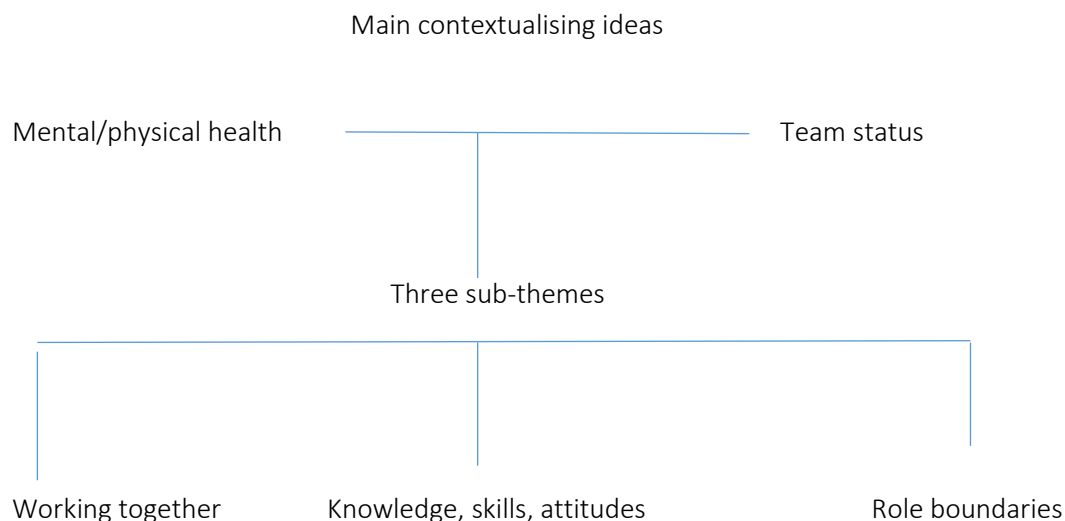 Main contextualising ideas
Mental/physical health Team status
Three sub-themes
Working together Knowledge, skills, attitudes Role boundaries